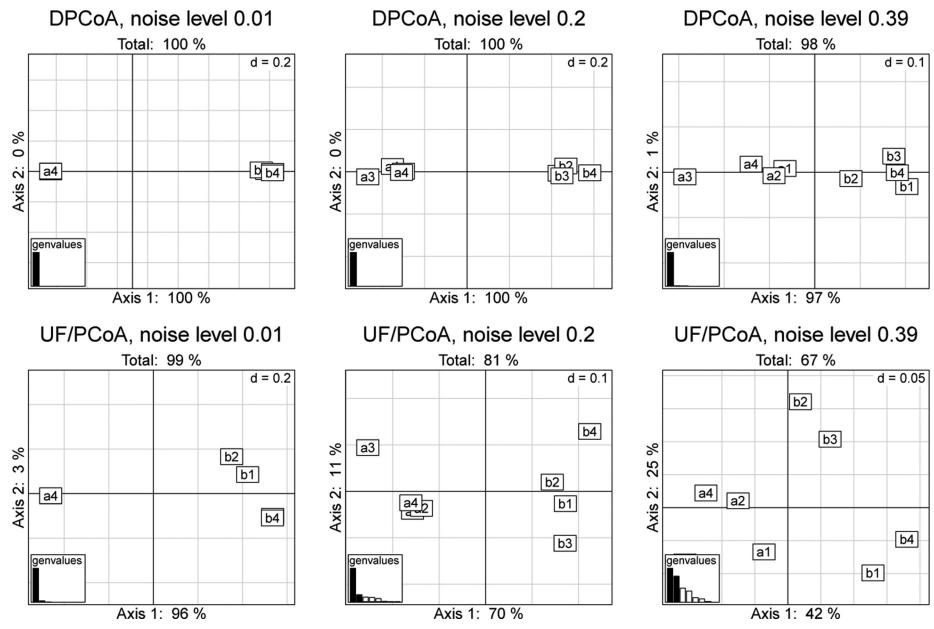 DPCoA, noise level 0.01
Total: 100 %
d = 0.2
Axis 2: 0 %
a4
b4
genvalues
Axis 1: 100 %
DPCoA, noise level 0.2
Total: 100 %
d = 0.2
Axis 2: 0 %
a3
a4
b2
b3
b4
genvalues
Axis 1: 100 %
DPCoA, noise level 0.39
Total: 98 %
d = 0.1
Axis 2: 1 %
a3
a4
a2
b2
b3
b4
b1
genvalues
Axis 1: 97 %
UF/PCoA, noise level 0.01
Total: 99 %
d = 0.2
Axis 2: 3 %
a4
b2
b1
b4
genvalues
Axis 1: 96 %
UF/PCoA, noise level 0.2
Total: 81 %
d = 0.1
Axis 2: 11 %
a3
a4
b4
b2
b1
b3
genvalues
Axis 1: 70 %
UF/PCoA, noise level 0.39
Total: 67 %
d = 0.05
Axis 2: 25 %
b2
b3
a4
a2
a1
b4
b1
genvalues
Axis 1: 42 %